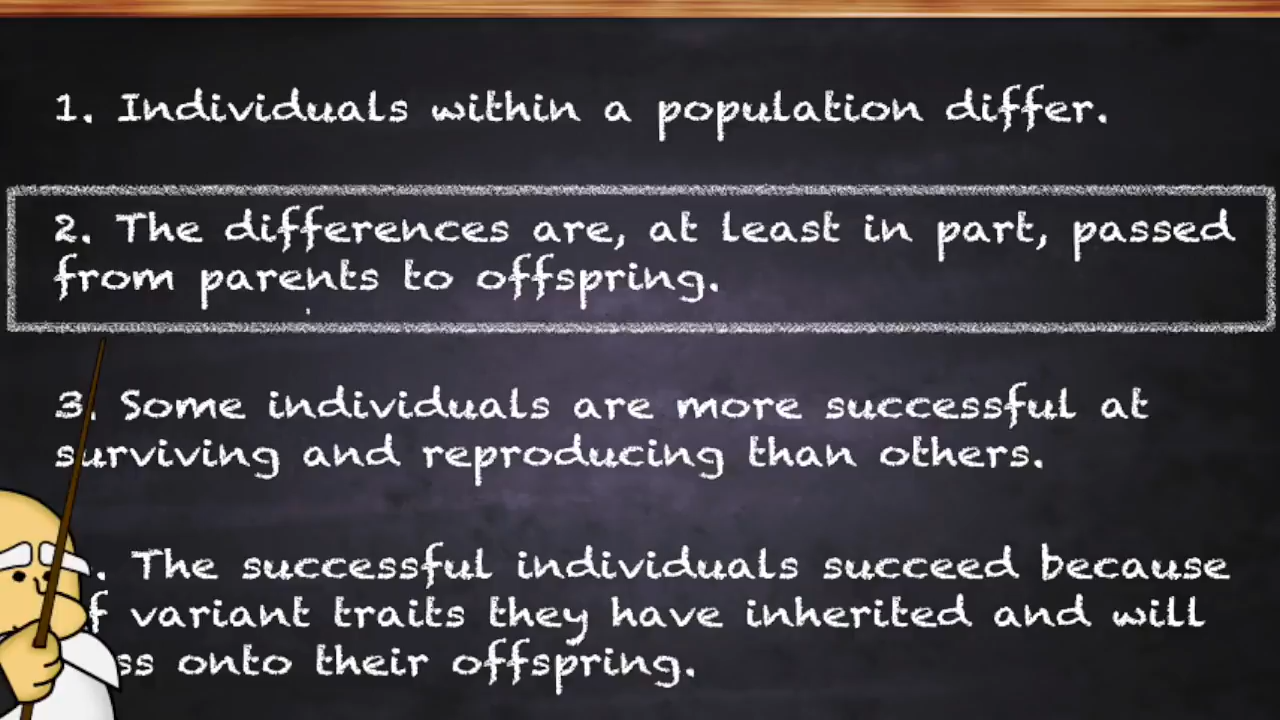 1. Individuals within a population differ.
2. The differences are, at least in part, passed
from parents to offspring.
3. Some individuals are more successful at
surviving and reproducing than others.
. The successful individuals succeed because
f variant traits they have inherited and will
ss onto their offspring.